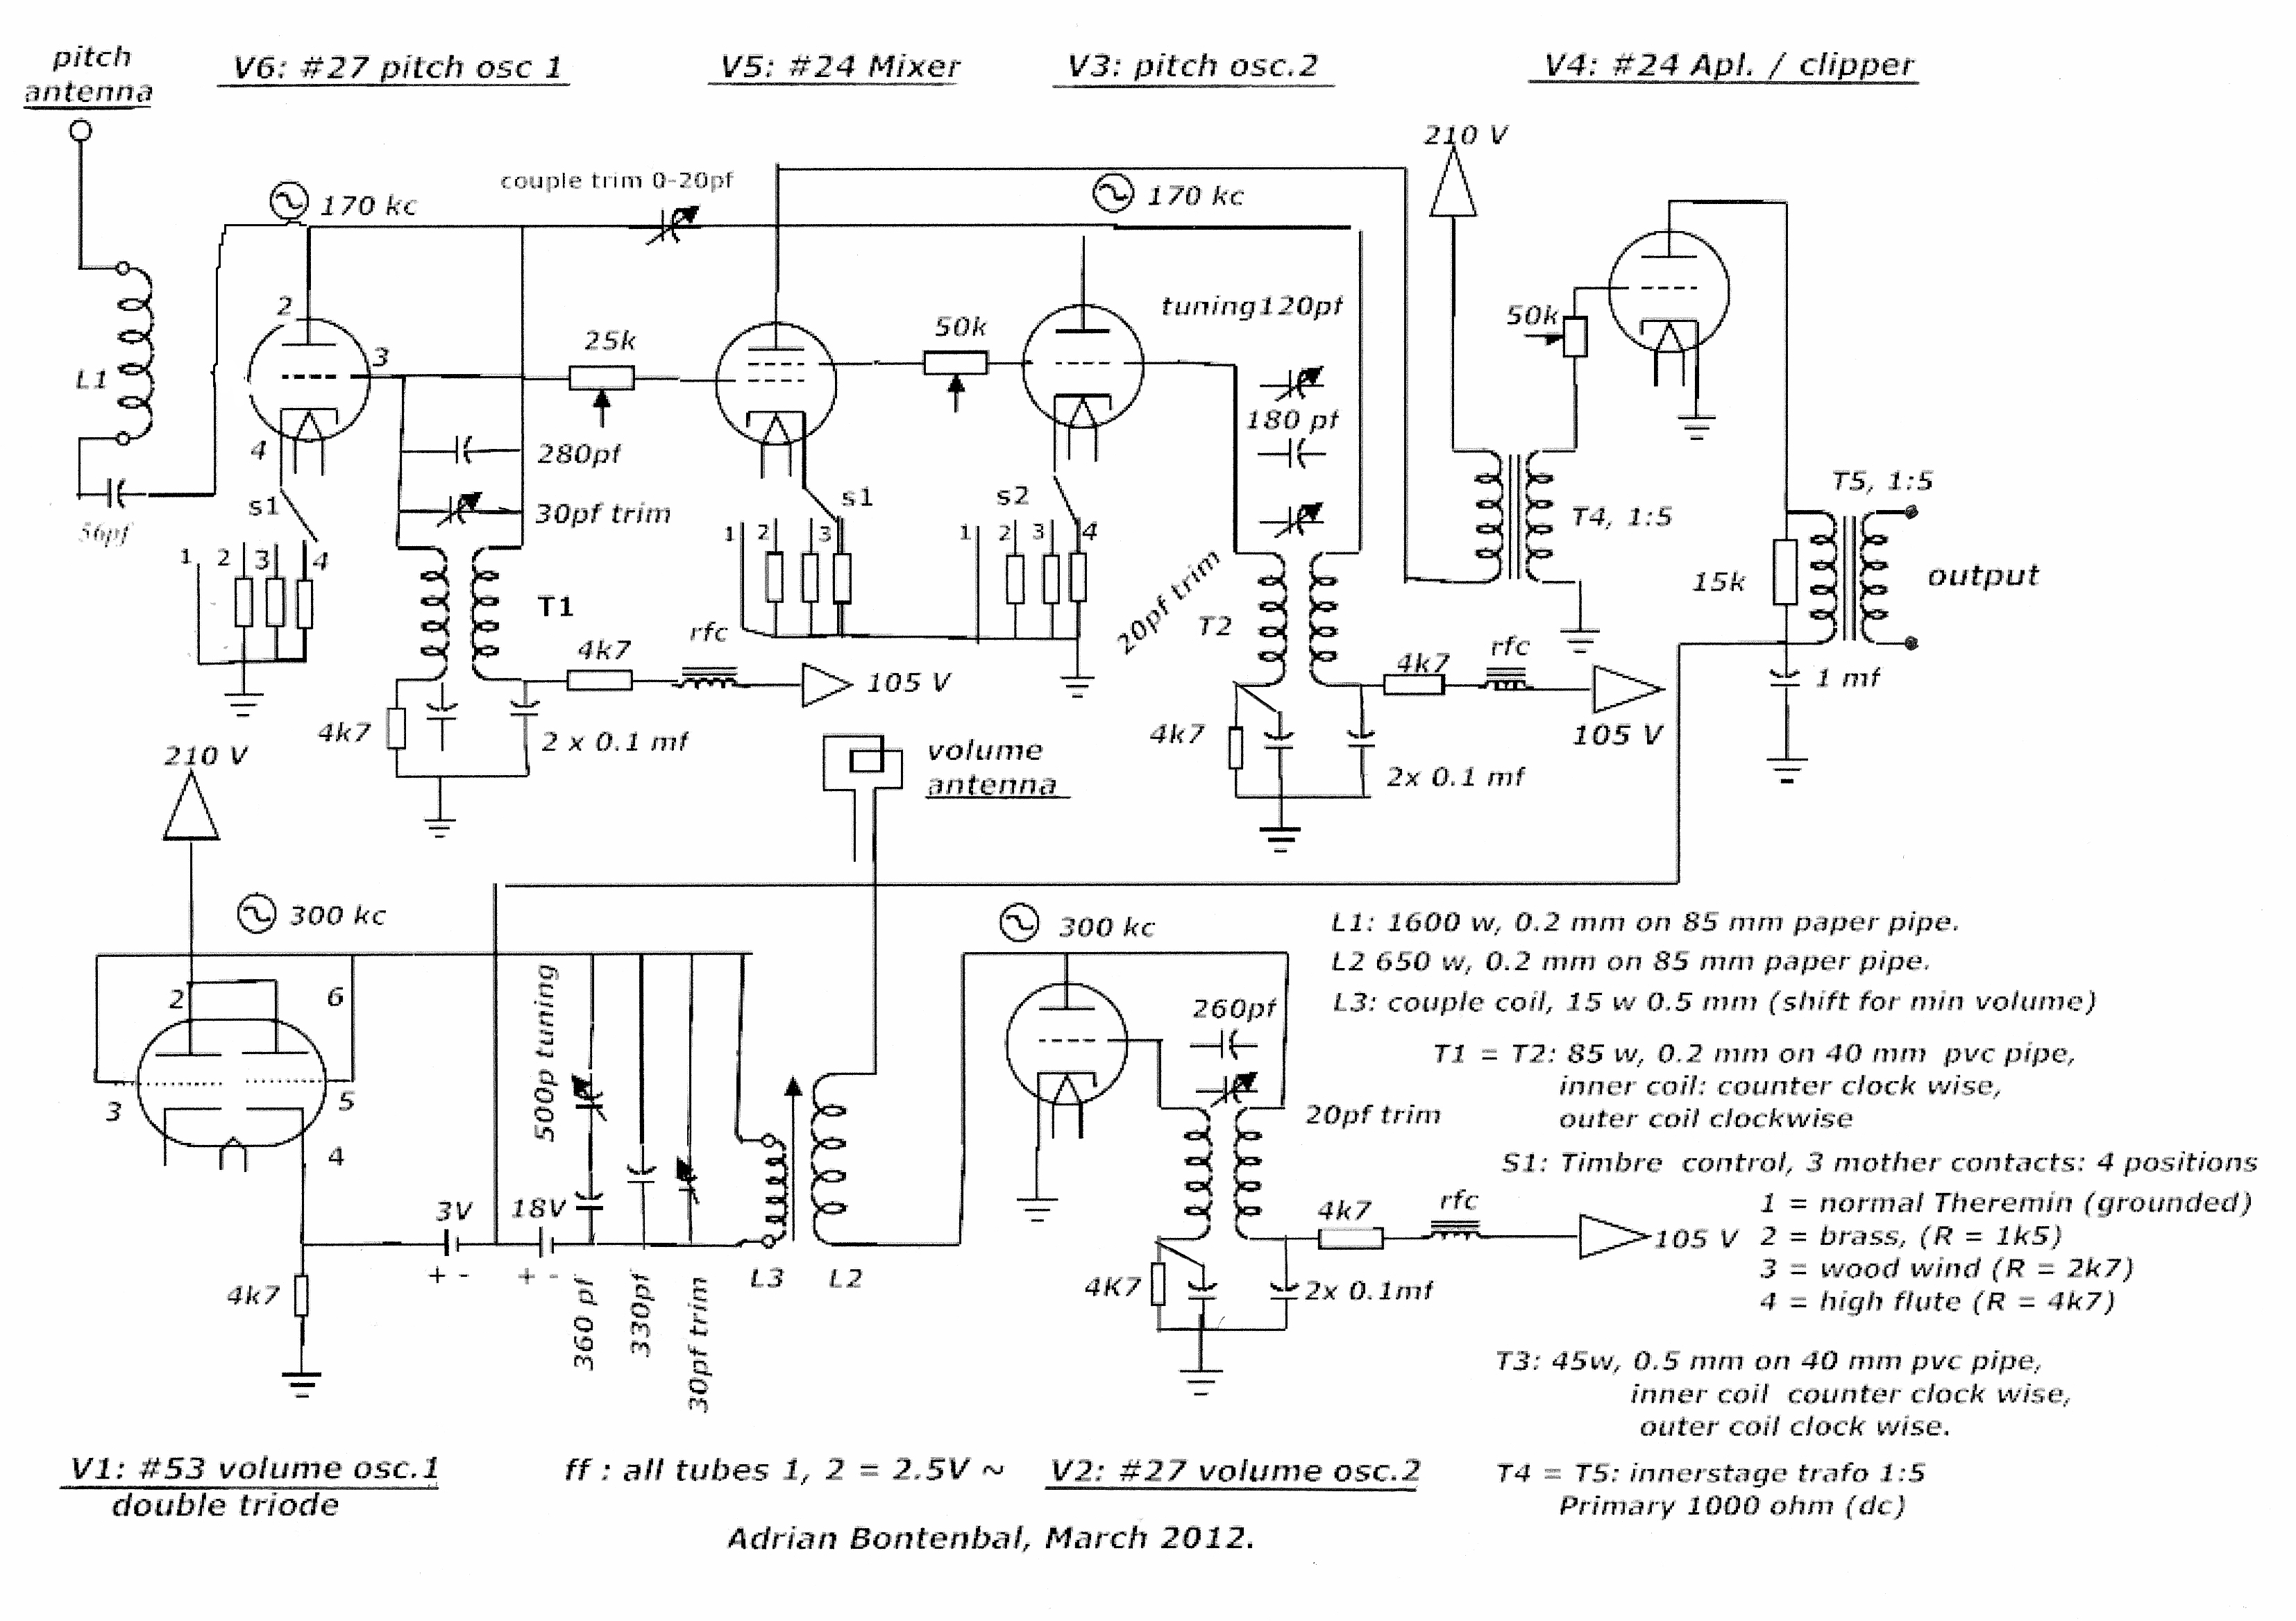 pitch
antenna
V6: #27 pitch osc 1
V5: #24 Mixer
V3: pitch osc.2
V4: #24 Apl. / clipper
210 V
couple trim 0-20pf
170 kc
170 kc
2
3
4
L1
25k
50k
tuning120pf
50k
280pf
180 pf
56pf
s1
30pf trim
s1
s2
T4, 1:5
T5, 1:5
1
2
3
4
1
2
3
1
2
3
4
T1
rfc
20pf trim
T2
15k
output
4k7
105 V
4k7
rfc
1 mf
4k7
2 x 0.1 mf
4k7
105 V
2x 0.1 mf
210 V
volume
antenna
300 kc
300 kc
2
6
3
5
4
500p tuning
260pf
20pf trim
L1: 1600 w, 0.2 mm on 85 mm paper pipe.
L2 650 w, 0.2 mm on 85 mm paper pipe.
L3: couple coil, 15 w 0.5 mm (shift for min volume)
T1 = T2: 85 w, 0.2 mm on 40 mm pvc pipe,
inner coil: counter clock wise,
outer coil clockwise
S1: Timbre control, 3 mother contacts: 4 positions
1 = normal Theremin (grounded)
2 = brass, (R = 1k5)
3 = wood wind (R = 2k7)
4 = high flute (R = 4k7)
3V
18V
+ -
+ -
4k7
360 pf
330pf
30pf trim
L3
L2
4k7
rfc
105 V
4K7
2x 0.1mf
T3: 45w, 0.5 mm on 40 mm pvc pipe,
inner coil counter clock wise,
outer coil clock wise.
T4 = T5: innerstage trafo 1:5
Primary 1000 ohm (dc)
V1: #53 volume osc.1
double triode
ff : all tubes 1, 2 = 2.5V ~
V2: #27 volume osc.2
Adrian Bontenbal, March 2012.